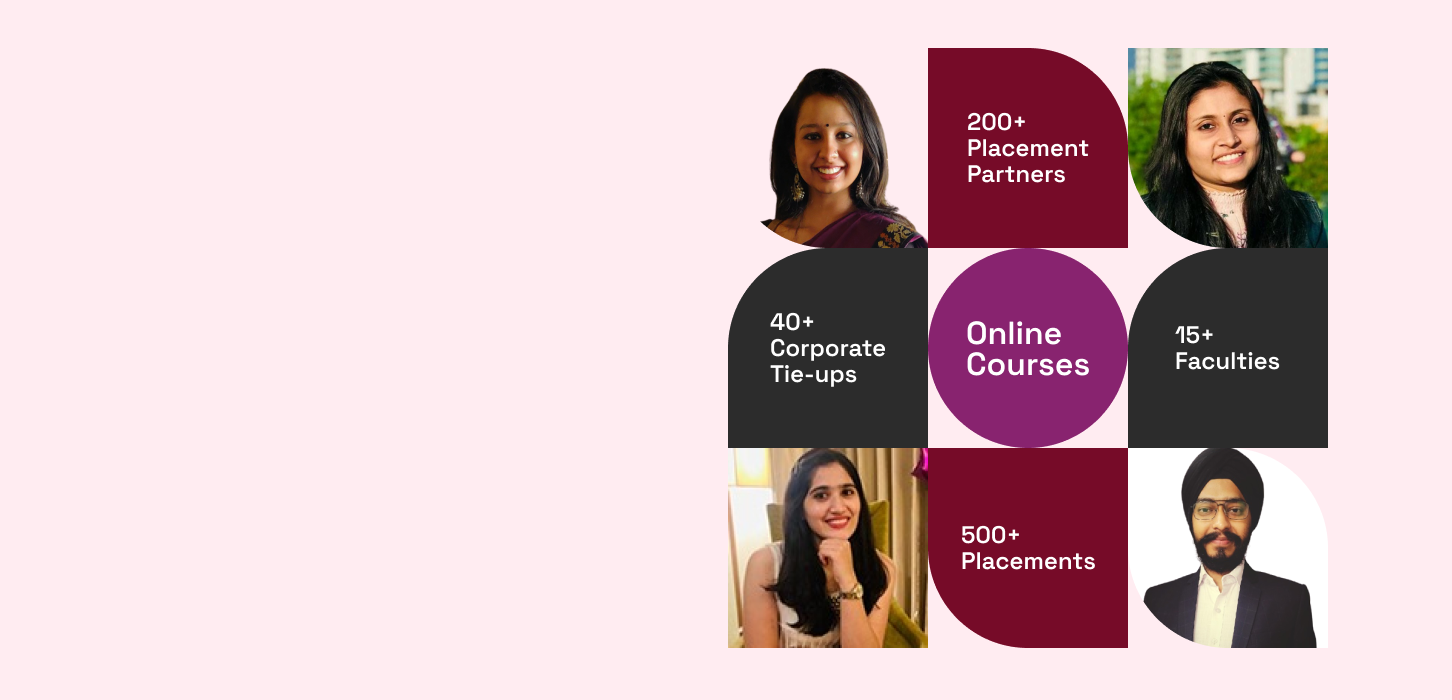 200+
Placement
Partners
40+
Corporate
Tie-ups
Online
Courses
15+
Faculties
500+
Placements